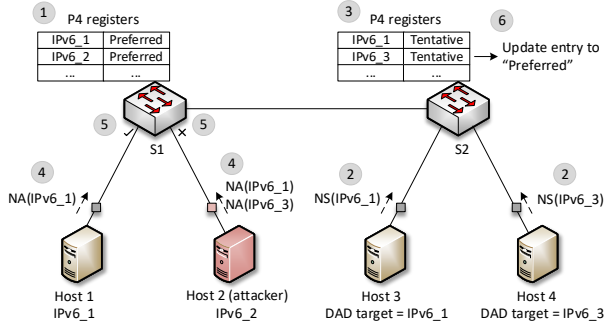 1
P4 registers
IPv6_1 Preferred
IPv6_2 Preferred
... ...
3
P4 registers
IPv6_1 Tentative
IPv6_3 Tentative
... ...
6
Update entry to
“Preferred”
5
5
S1
S2
4
NA(IPv6_1)
4
NA(IPv6_1)
NA(IPv6_3)
2
NS(IPv6_1)
2
NS(IPv6_3)
Host 1
IPv6_1
Host 2 (attacker)
IPv6_2
Host 3
DAD target = IPv6_1
Host 4
DAD target = IPv6_3